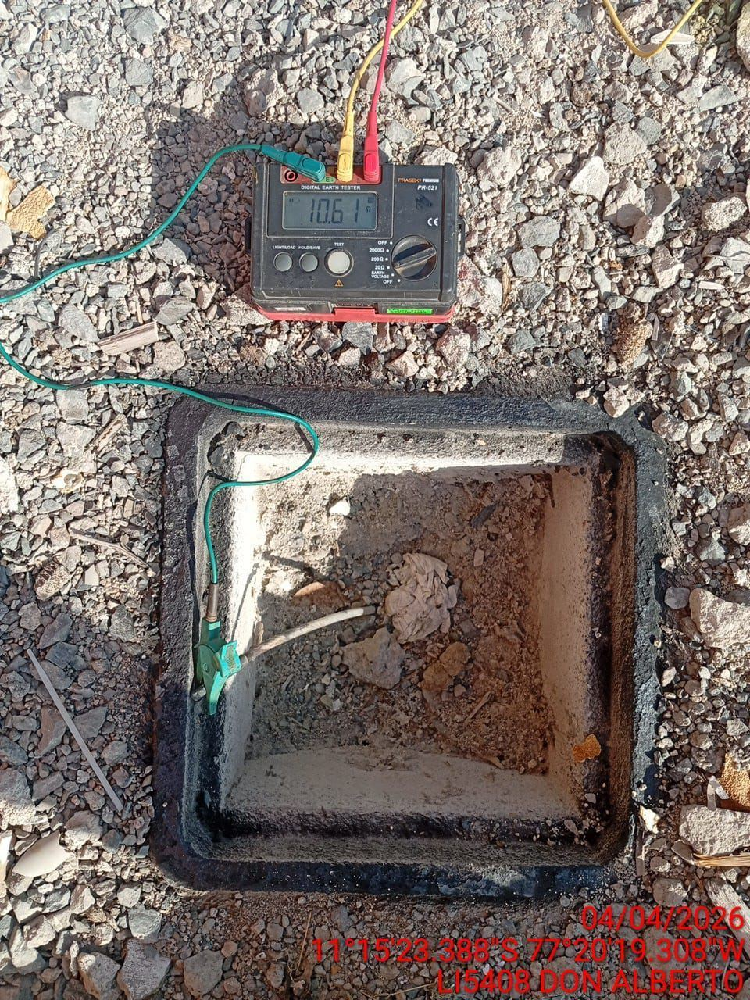 E
DIGITAL EARTH TESTER
PRASEK PREMIUM
PR-521
10.61
Ω
LIGHT/LOAD HOLD/SAVE TEST
OFF
2000Ω
200Ω
20Ω
EARTH
VOLTAGE
OFF
CE
04/04/2026
11°15'23.388"S 77°20'19.308"W
LI5408 DON ALBERTO